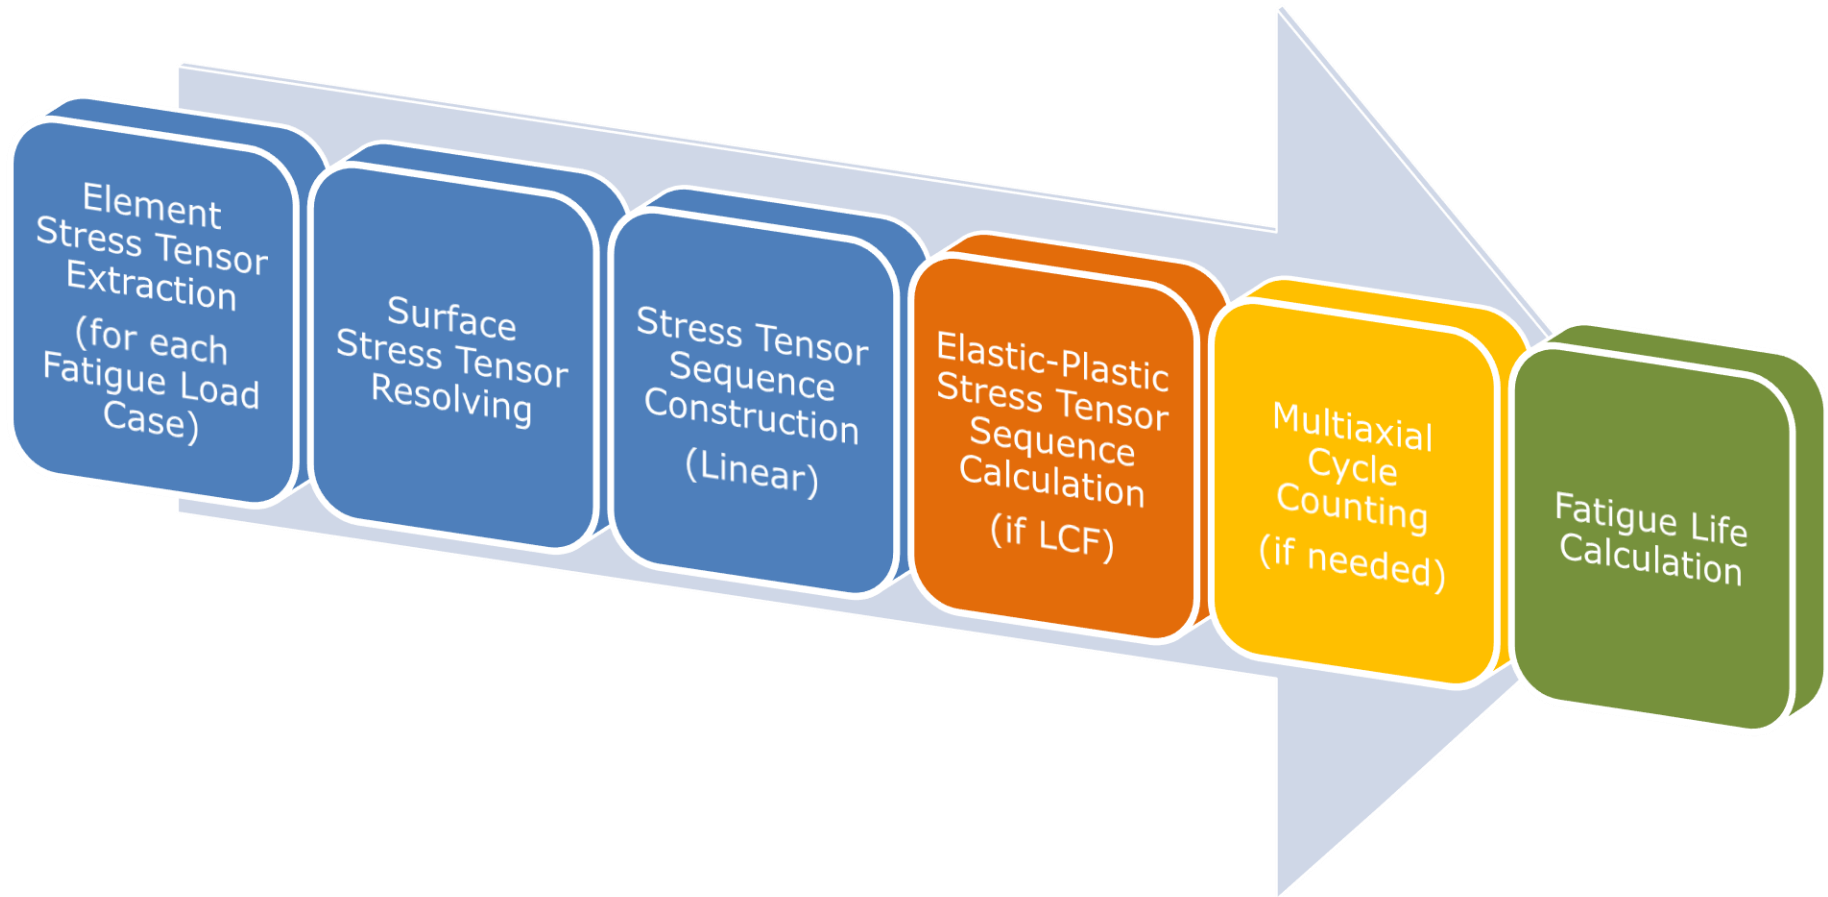 Element
Stress Tensor
Extraction
(for each
Fatigue Load
Case)
Surface
Stress Tensor
Resolving
Stress Tensor
Sequence
Construction
(Linear)
Elastic-Plastic
Stress Tensor
Sequence
Calculation
(if LCF)
Multiaxial
Cycle
Counting
(if needed)
Fatigue Life
Calculation